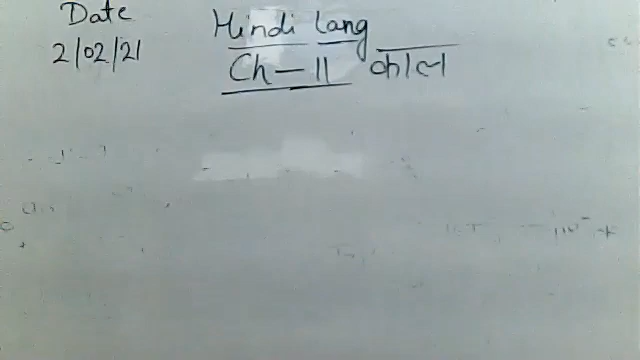 Date
2/02/21
Hindi Lang
Ch-11 काल